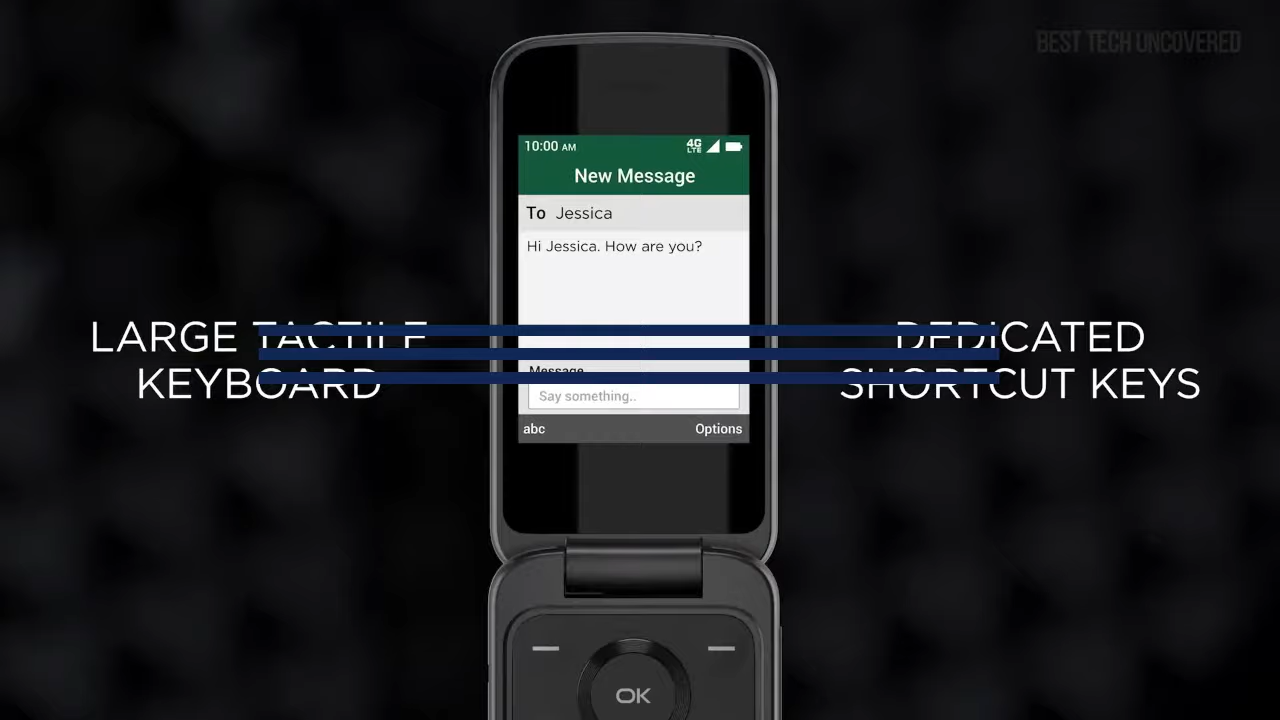 BEST TECH UNCOVERED
10:00 AM
4G
LTE
New Message
To Jessica
Hi Jessica. How are you?
LARGE TACTILE
KEYBOARD
DEDICATED
SHORTCUT KEYS
Message
Say something..
abc
Options
OK